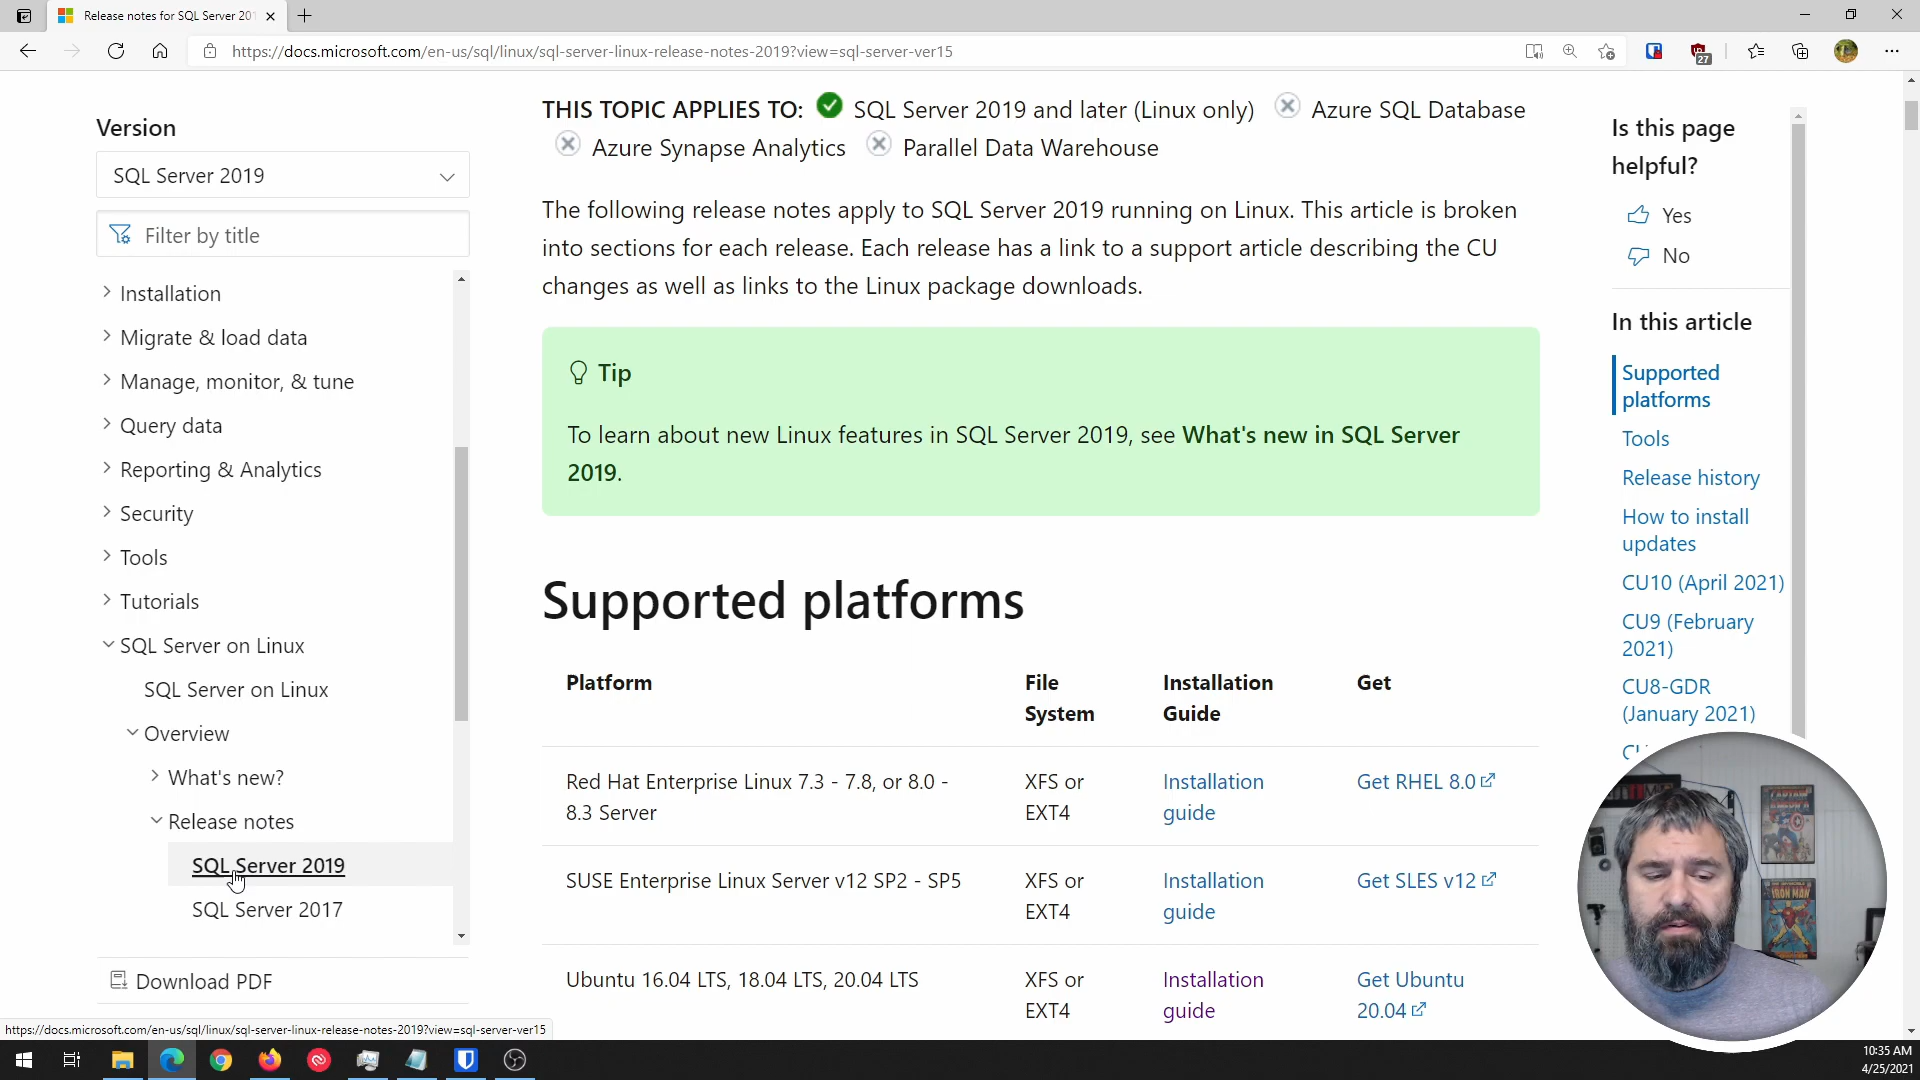 Release notes for SQL Server 201
https://docs.microsoft.com/en-us/sql/linux/sql-server-linux-release-notes-2019?view=sql-server-ver15
27
Version
SQL Server 2019
Filter by title
Installation
Migrate & load data
Manage, monitor, & tune
Query data
Reporting & Analytics
Security
Tools
Tutorials
SQL Server on Linux
SQL Server on Linux
Overview
What's new?
Release notes
SQL Server 2019
SQL Server 2017
Download PDF
https://docs.microsoft.com/en-us/sql/linux/sql-server-linux-release-notes-2019?view=sql-server-ver15
THIS TOPIC APPLIES TO: SQL Server 2019 and later (Linux only) Azure SQL Database
Azure Synapse Analytics Parallel Data Warehouse
The following release notes apply to SQL Server 2019 running on Linux. This article is broken
into sections for each release. Each release has a link to a support article describing the CU
changes as well as links to the Linux package downloads.
Tip
To learn about new Linux features in SQL Server 2019, see What's new in SQL Server
2019.
Supported platforms
Platform File Installation Get
System Guide
Red Hat Enterprise Linux 7.3 - 7.8, or 8.0 - XFS or Installation Get RHEL 8.0
8.3 Server EXT4 guide
SUSE Enterprise Linux Server v12 SP2 - SP5 XFS or Installation Get SLES v12
EXT4 guide
Ubuntu 16.04 LTS, 18.04 LTS, 20.04 LTS XFS or Installation Get Ubuntu
EXT4 guide 20.04
Is this page
helpful?
Yes
No
In this article
Supported
platforms
Tools
Release history
How to install
updates
CU10 (April 2021)
CU9 (February
2021)
CU8-GDR
(January 2021)
CAPTAIN AMERICA
IRON MAN
10:35 AM
4/25/2021